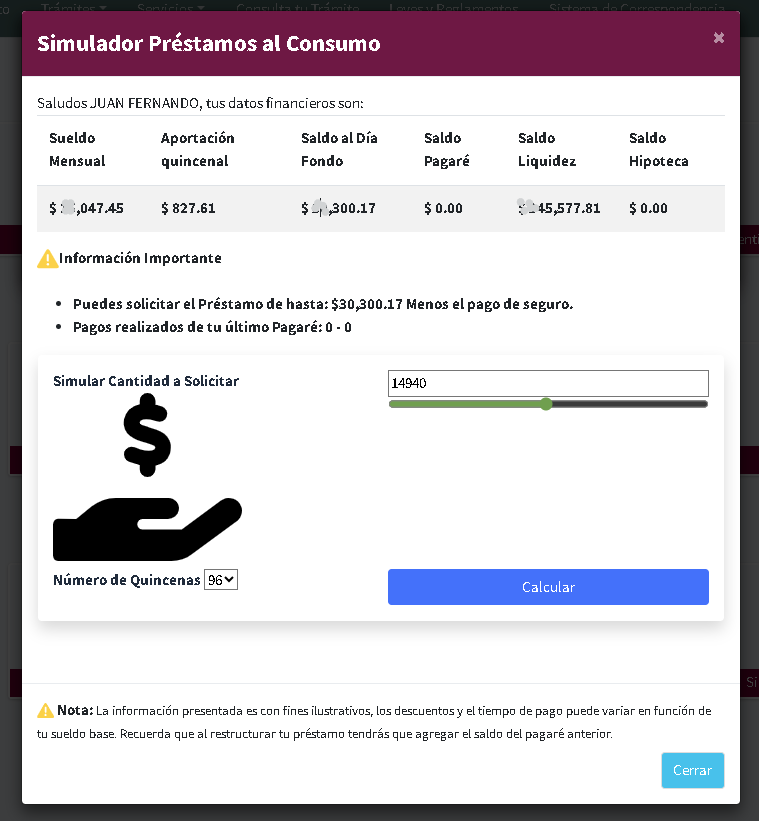 Trámites Servicios Consulta tu Trámite Leyes y Reglamentos Sistema de Correspondencia
Simulador Préstamos al Consumo ×
Saludos JUAN FERNANDO, tus datos financieros son:
Sueldo Mensual Aportación quincenal Saldo al Día Fondo Saldo Pagaré Saldo Liquidez Saldo Hipoteca
$ ,047.45 $ 827.61 $ ,300.17 $ 0.00 $ 45,577.81 $ 0.00
Información Importante
• Puedes solicitar el Préstamo de hasta: $30,300.17 Menos el pago de seguro.
• Pagos realizados de tu último Pagaré: 0 - 0
Simular Cantidad a Solicitar 14940
Número de Quincenas 96 Calcular
Nota: La información presentada es con fines ilustrativos, los descuentos y el tiempo de pago puede variar en función de
tu sueldo base. Recuerda que al restructurar tu préstamo tendrás que agregar el saldo del pagaré anterior.
Cerrar